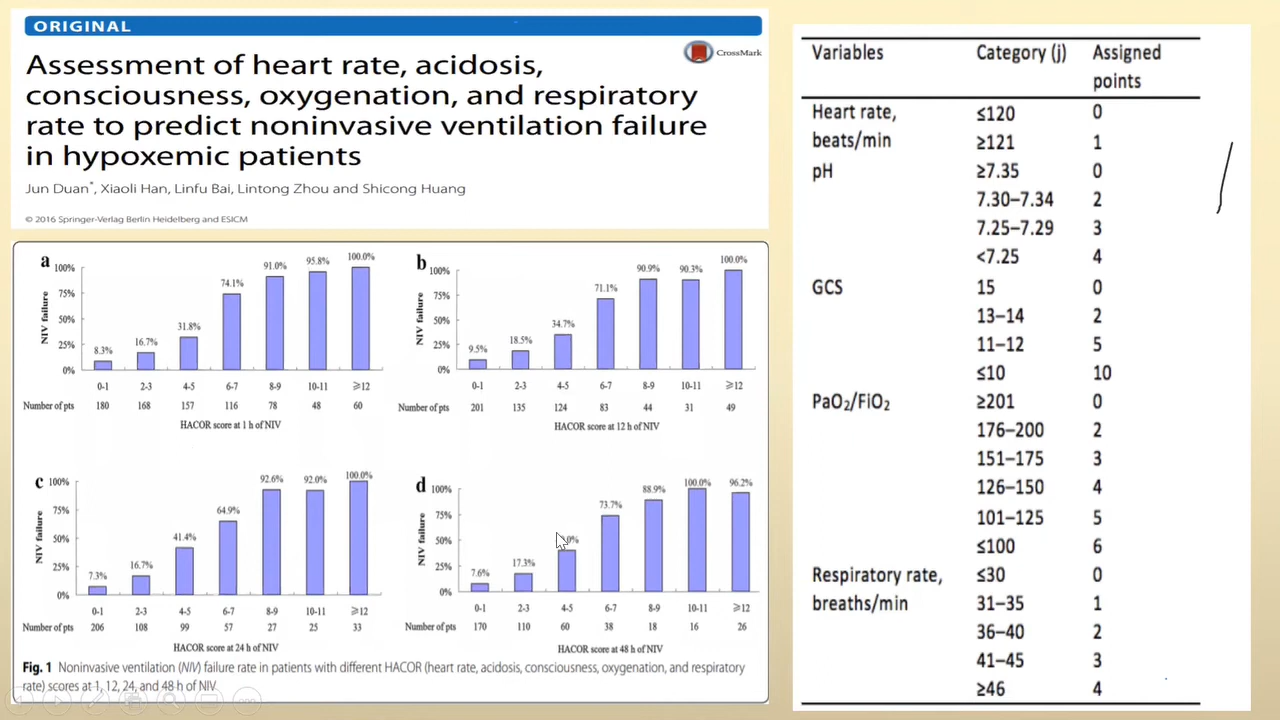 ORIGINAL
CrossMark
Assessment of heart rate, acidosis,
consciousness, oxygenation, and respiratory
rate to predict noninvasive ventilation failure
in hypoxemic patients
Jun Duan*, Xiaoli Han, Linfu Bai, Lintong Zhou and Shicong Huang
© 2016 Springer-Verlag Berlin Heidelberg and ESICM
a
NIV failure
100%
75%
50%
25%
0%
8.3% 16.7% 31.8% 74.1% 91.0% 95.8% 100.0%
0-1 2-3 4-5 6-7 8-9 10-11 ≥12
Number of pts 180 168 157 116 78 48 60
HACOR score at 1 h of NIV
b
NIV failure
100%
75%
50%
25%
0%
9.5% 18.5% 34.7% 71.1% 90.9% 90.3% 100.0%
0-1 2-3 4-5 6-7 8-9 10-11 ≥12
Number of pts 201 135 124 83 44 31 49
HACOR score at 12 h of NIV
c
NIV failure
100%
75%
50%
25%
0%
7.3% 16.7% 41.4% 64.9% 92.6% 92.0% 100.0%
0-1 2-3 4-5 6-7 8-9 10-11 ≥12
Number of pts 206 108 99 57 27 25 33
HACOR score at 24 h of NIV
d
NIV failure
100%
75%
50%
25%
0%
7.6% 17.3% 73.7% 88.9% 100.0% 96.2%
0-1 2-3 4-5 6-7 8-9 10-11 ≥12
Number of pts 170 110 60 38 18 16 26
HACOR score at 48 h of NIV
Fig. 1 Noninvasive ventilation (NIV) failure rate in patients with different HACOR (heart rate, acidosis, consciousness, oxygenation, and respiratory
rate) scores at 1, 12, 24, and 48 h of NIV
Variables Category (j) Assigned
points
Heart rate, ≤120 0
beats/min ≥121 1
pH ≥7.35 0
7.30–7.34 2
7.25–7.29 3
<7.25 4
GCS 15 0
13–14 2
11–12 5
≤10 10
PaO₂/FiO₂ ≥201 0
176–200 2
151–175 3
126–150 4
101–125 5
≤100 6
Respiratory rate, ≤30 0
breaths/min 31–35 1
36–40 2
41–45 3
≥46 4